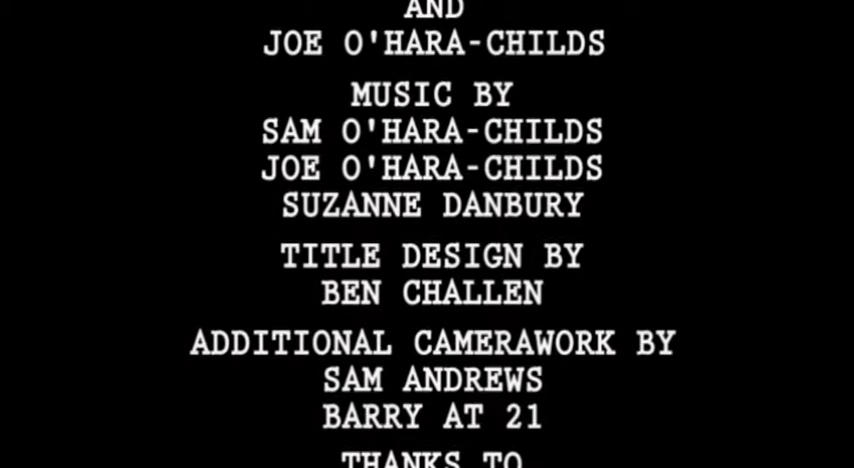 AND
JOE O'HARA-CHILDS
MUSIC BY
SAM O'HARA-CHILDS
JOE O'HARA-CHILDS
SUZANNE DANBURY
TITLE DESIGN BY
BEN CHALLEN
ADDITIONAL CAMERAWORK BY
SAM ANDREWS
BARRY AT 21
THANKS TO